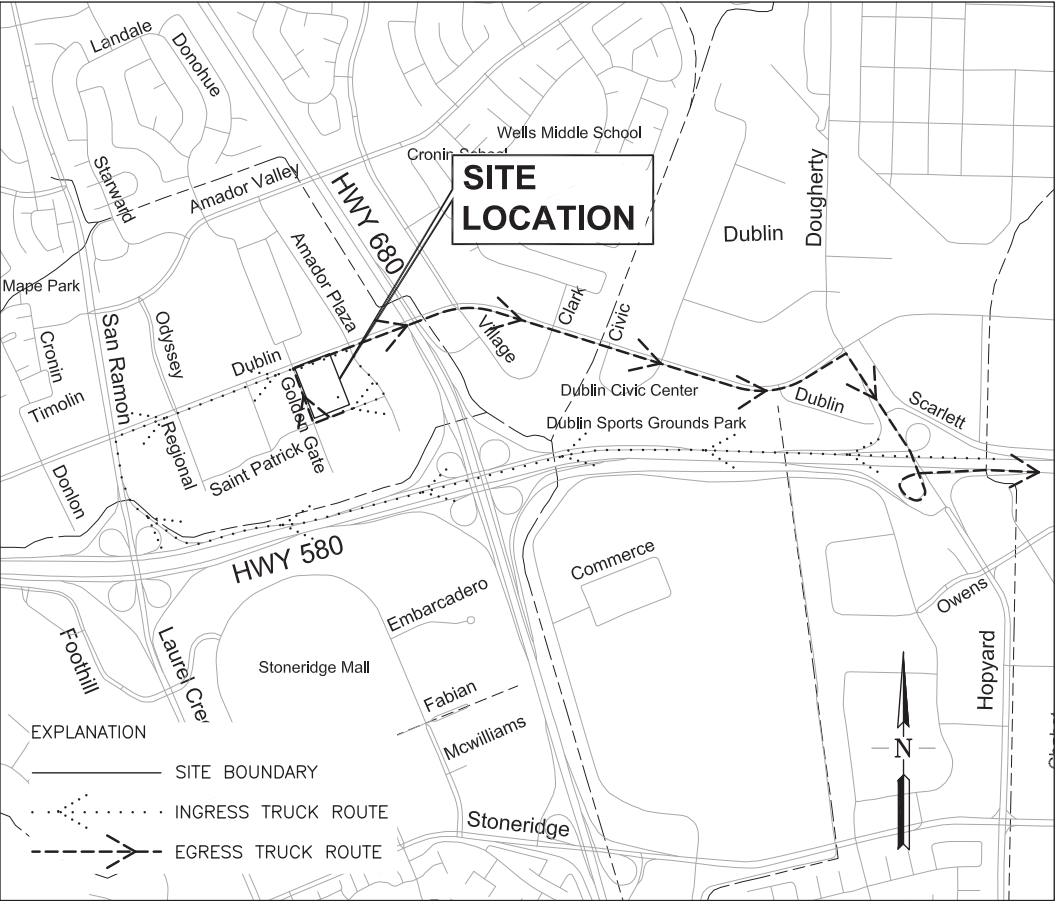 Landale
Donohue
Wells Middle School
Cronin School
Starward
Amador Valley
HWY 680
SITE
LOCATION
Dublin
Dougherty
Mape Park
Amador Plaza
Cronin
San Ramon
Odyssey
Dublin
Village
Clark
Civic
Timolin
Golden Gate
Dublin Civic Center
Dublin
Scarlett
Dublin Sports Grounds Park
Regional
Saint Patrick
Donlon
HWY 580
Commerce
Embarcadero
Owens
Foothill
Laurel Cree
Stoneridge Mall
Hopyard
Fabian
Mcwilliams
N
EXPLANATION
SITE BOUNDARY
INGRESS TRUCK ROUTE
EGRESS TRUCK ROUTE
Stoneridge